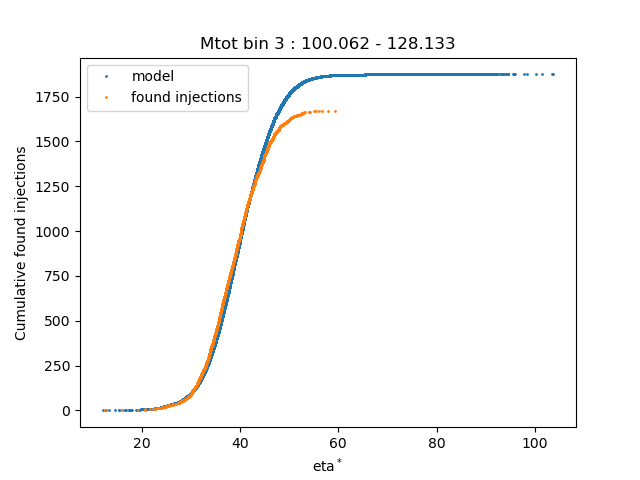 Mtot bin 3 : 100.062 - 128.133
model
found injections
Cumulative found injections
1750
1500
1250
1000
750
500
250
0
20 40 60 80 100
eta*